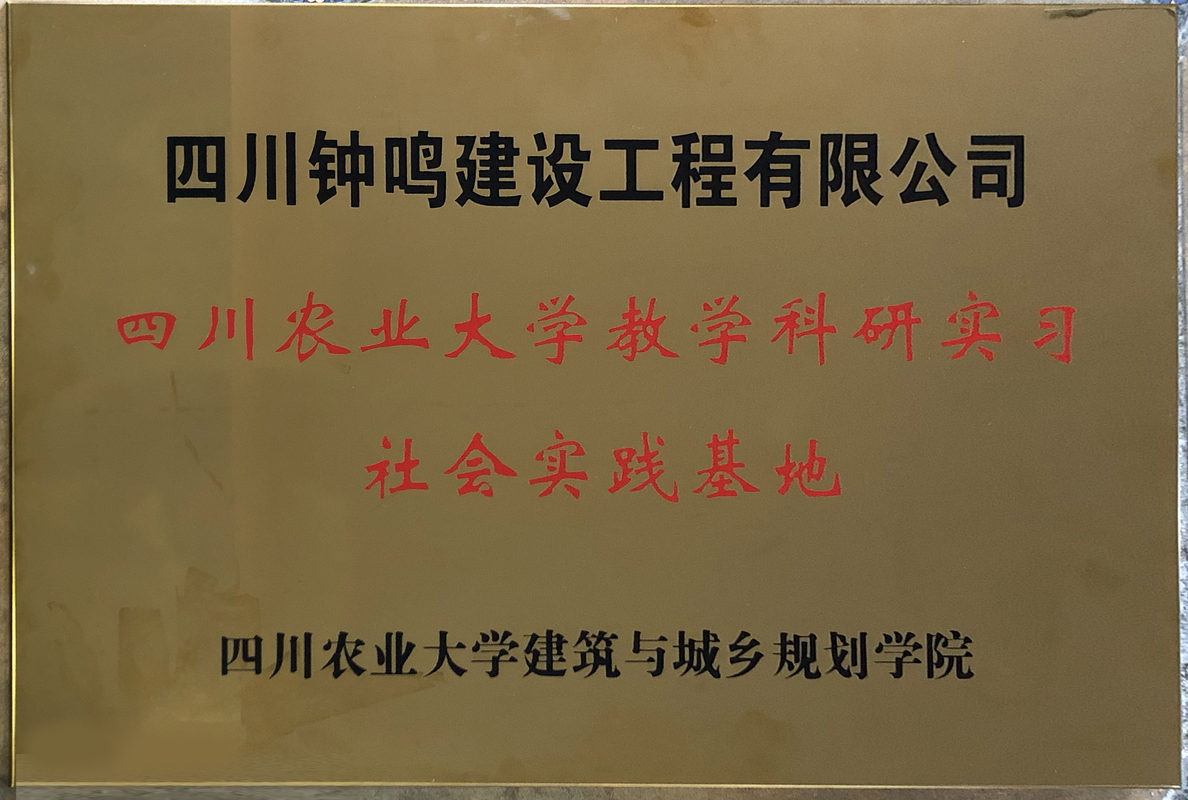 四川钟鸣建设工程有限公司
四川农业大学教学科研实习
社会实践基地
四川农业大学建筑与城乡规划学院